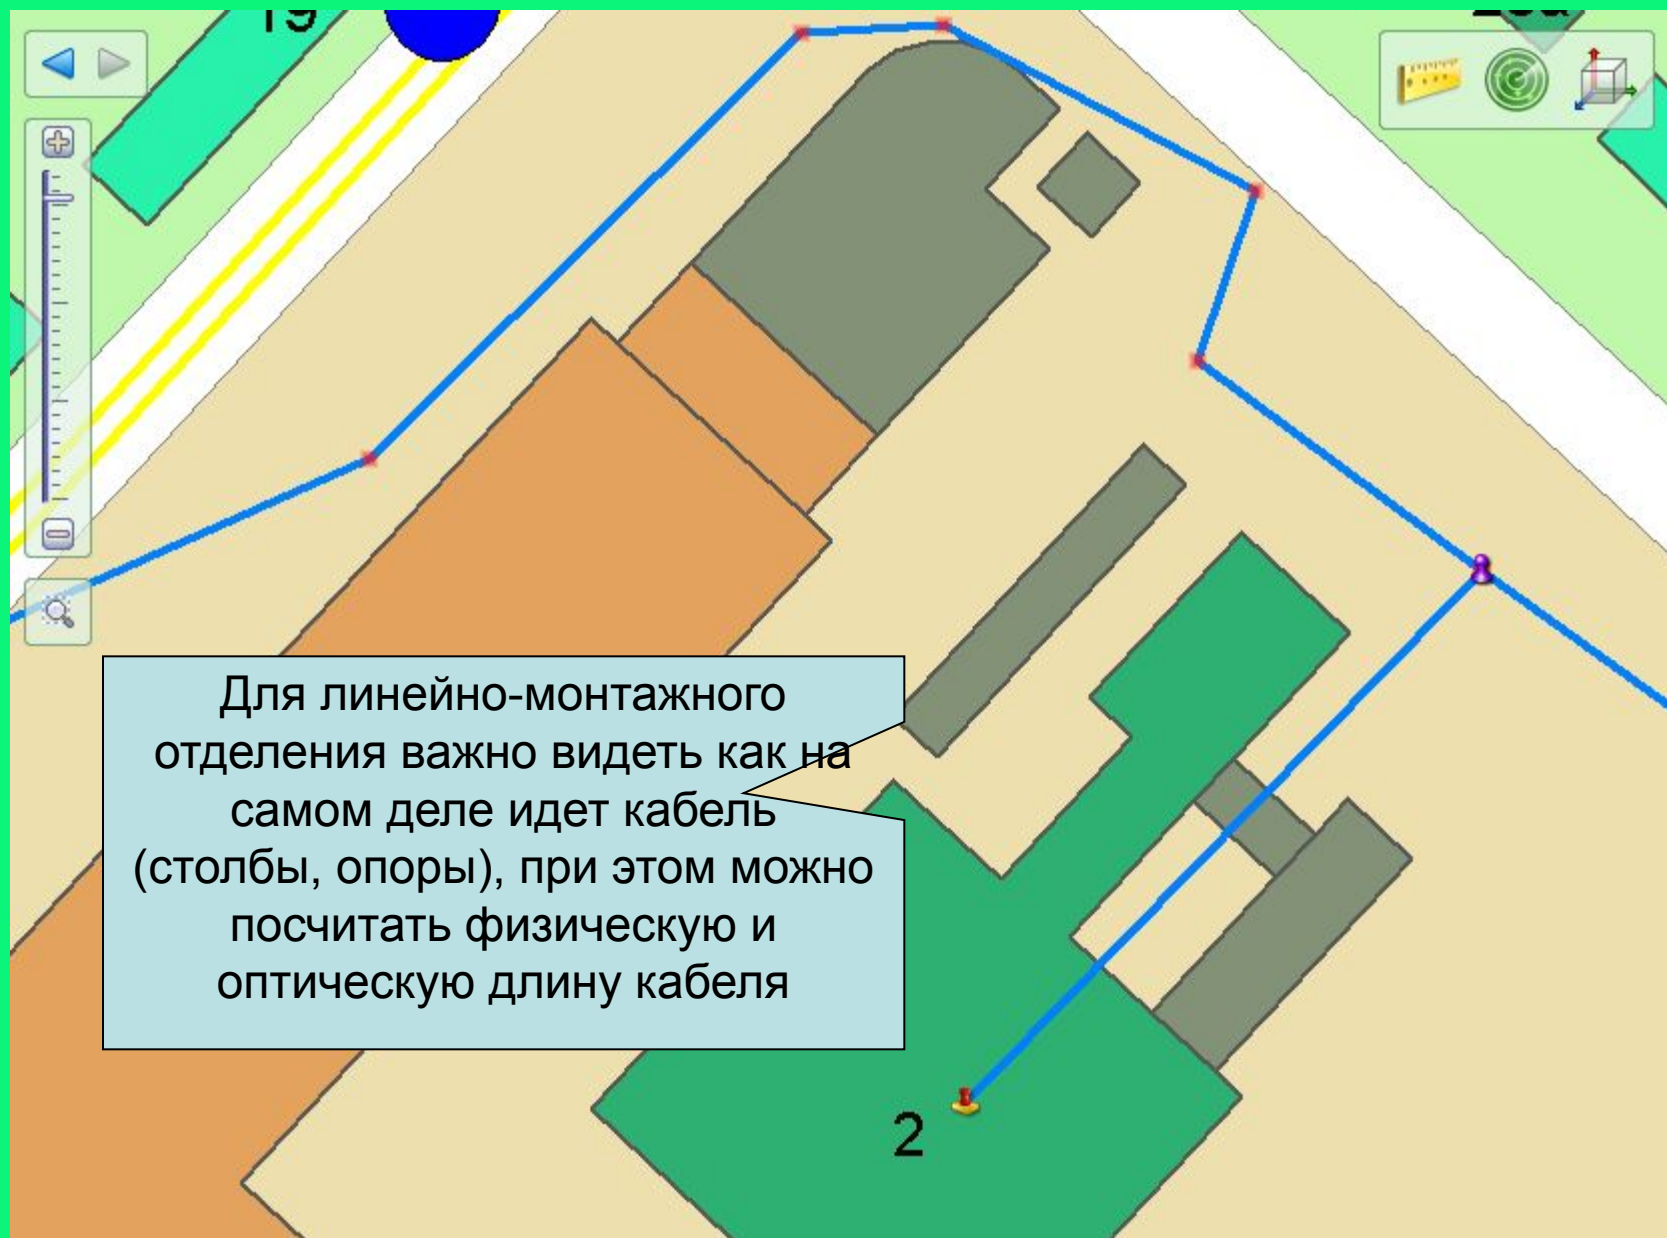 19
Для линейно-монтажного
отделения важно видеть как на
самом деле идет кабель
(столбы, опоры), при этом можно
посчитать физическую и
оптическую длину кабеля
2